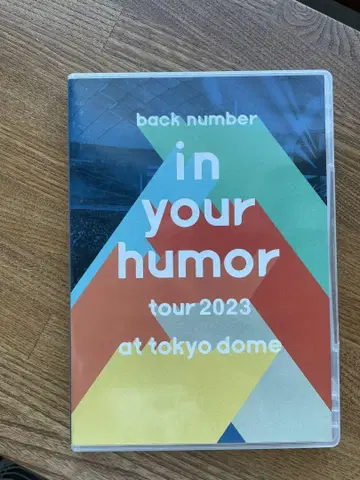 back number
in
your
humor
tour 2023
at tokyo dome